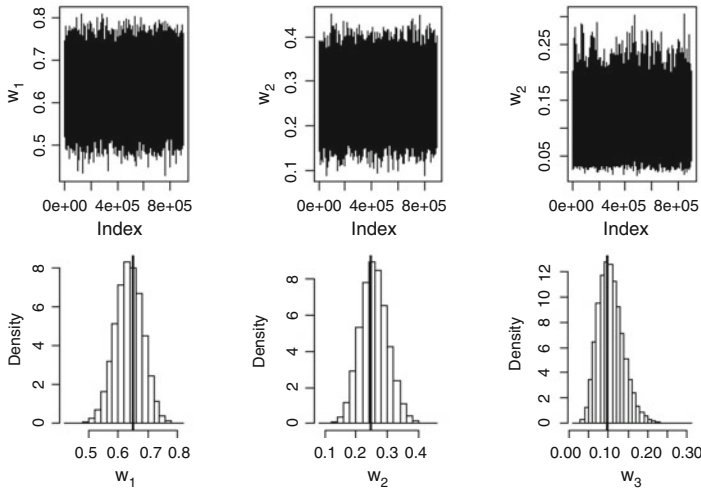 w1
0.5 0.6 0.7 0.8
0e+00 4e+05 8e+05
Index
w2
0.1 0.2 0.3 0.4
0e+00 4e+05 8e+05
Index
w2
0.05 0.15 0.25
0e+00 4e+05 8e+05
Index
Density
0 2 4 6 8
0.5 0.6 0.7 0.8
w1
Density
0 2 4 6 8
0.1 0.2 0.3 0.4
w2
Density
0 2 4 6 8 10 12
0.00 0.10 0.20 0.30
w3